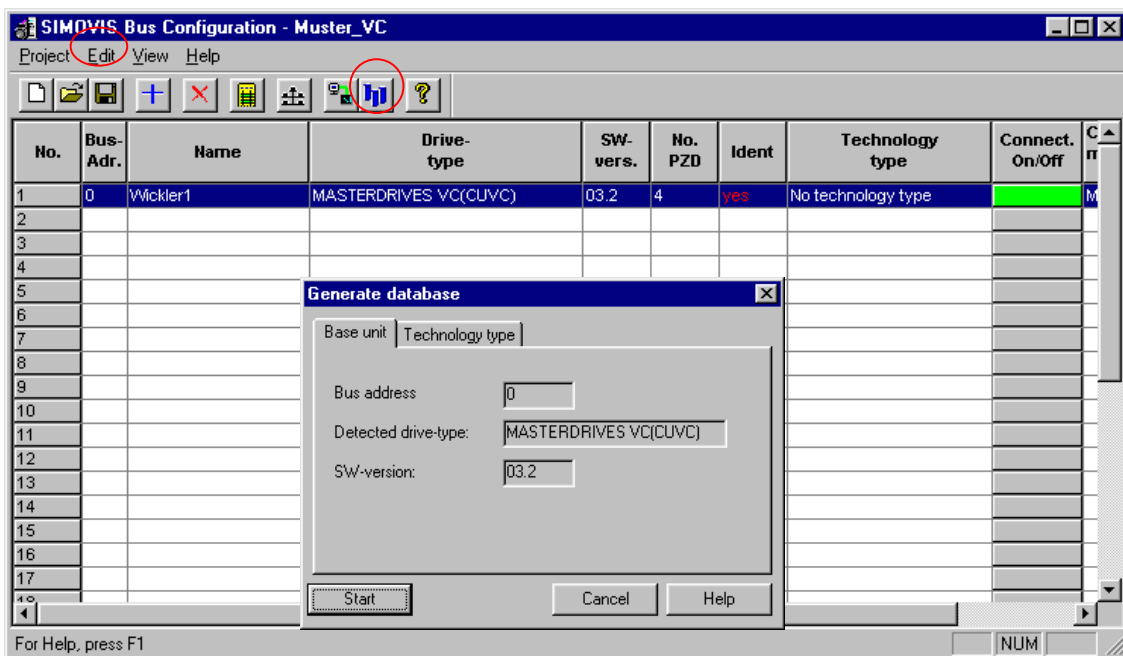 SIMOVIS Bus Configuration - Muster_VC
Project Edit View Help
No. Bus-Adr. Name Drive-type SW-vers. No. PZD Ident Technology type Connect. On/Off
1 0 Wickler1 MASTERDRIVES VC(CUVC) 03.2 4 yes No technology type M
2
3
4
5
6
7
8
9
10
11
12
13
14
15
16
17
Generate database
Base unit Technology type
Bus address 0
Detected drive-type: MASTERDRIVES VC(CUVC)
SW-version: 03.2
Start Cancel Help
For Help, press F1 NUM